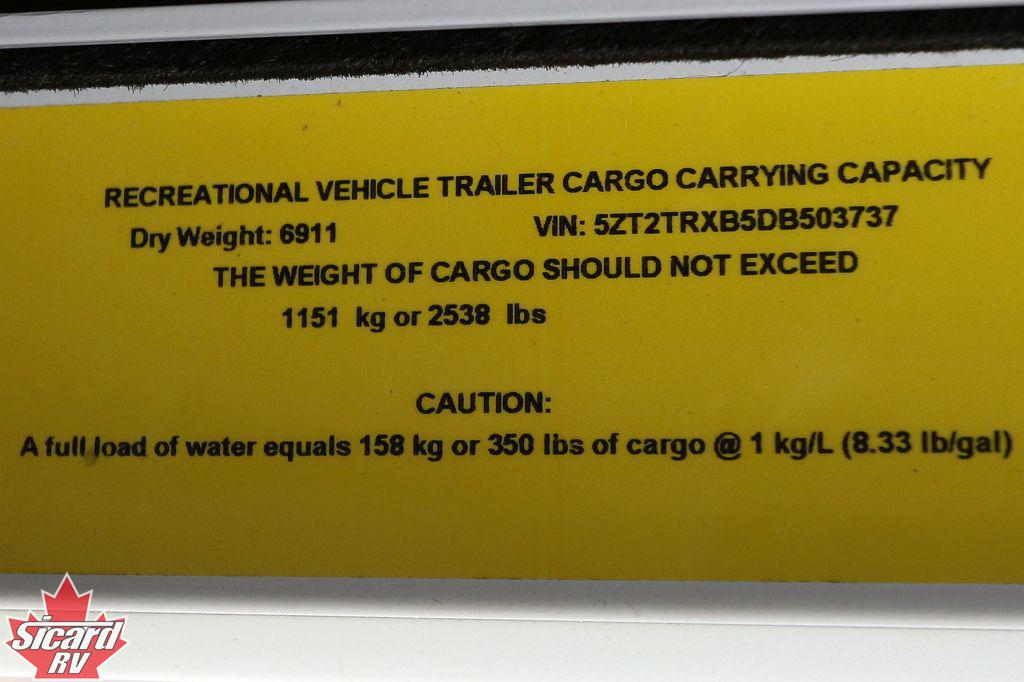 RECREATIONAL VEHICLE TRAILER CARGO CARRYING CAPACITY
Dry Weight: 6911 VIN: 5ZT2TRXB5DB503737
THE WEIGHT OF CARGO SHOULD NOT EXCEED
1151 kg or 2538 lbs
CAUTION:
A full load of water equals 158 kg or 350 lbs of cargo @ 1 kg/L (8.33 lb/gal)
Sicard
RV